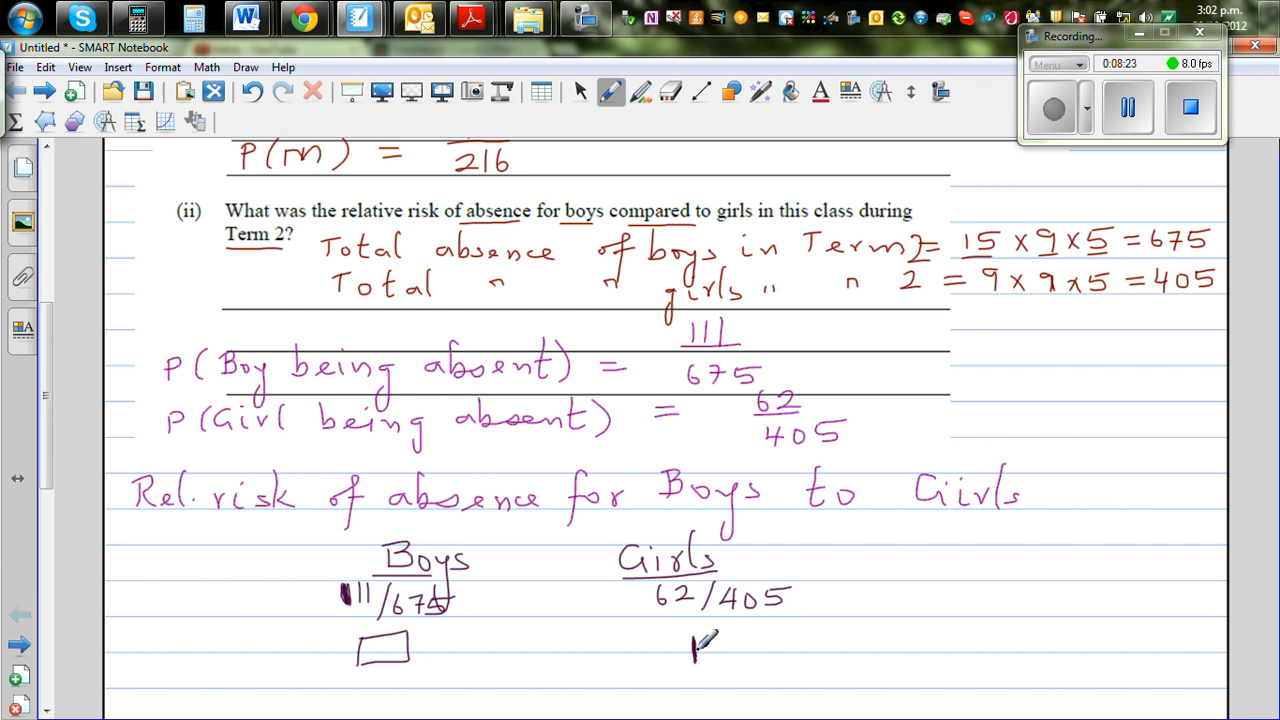 3:02 p.m.
2012
Untitled * - SMART Notebook
Recording...
File Edit View Insert Format Math Draw Help
Menu
0:08:23
8.0 fps
P(m) =
216
(ii) What was the relative risk of absence for boys compared to girls in this class during
Term 2?
Total absence of boys in Term 2 = 15 × 9 × 5 = 675
Total " " girls " " 2 = 9 × 9 × 5 = 405
P(Boy being absent) = 111/675
P(Girl being absent) = 62/405
Rel. risk of absence for Boys to Girls
Boys Girls
111/675 62/405